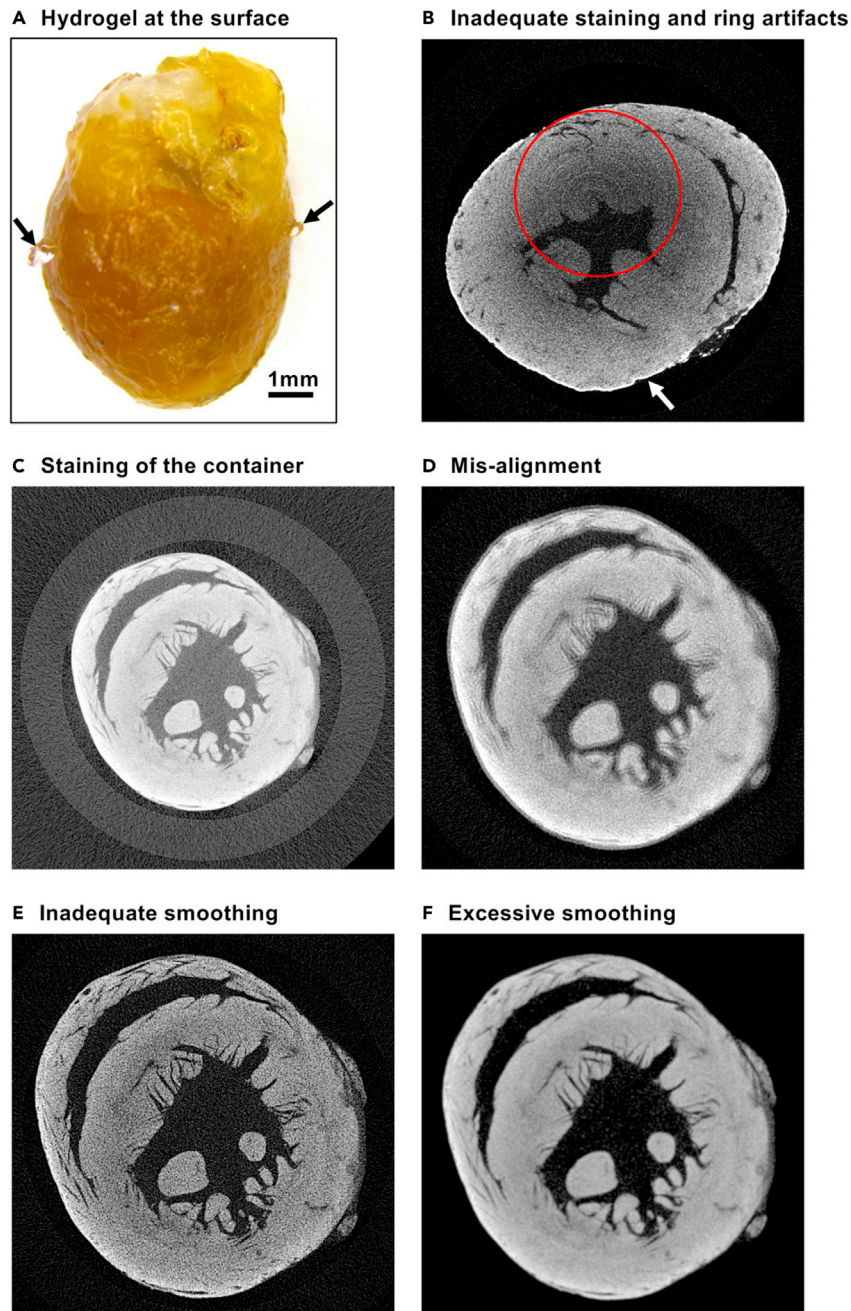 A Hydrogel at the surface
B Inadequate staining and ring artifacts
1mm
C Staining of the container
D Mis-alignment
E Inadequate smoothing
F Excessive smoothing